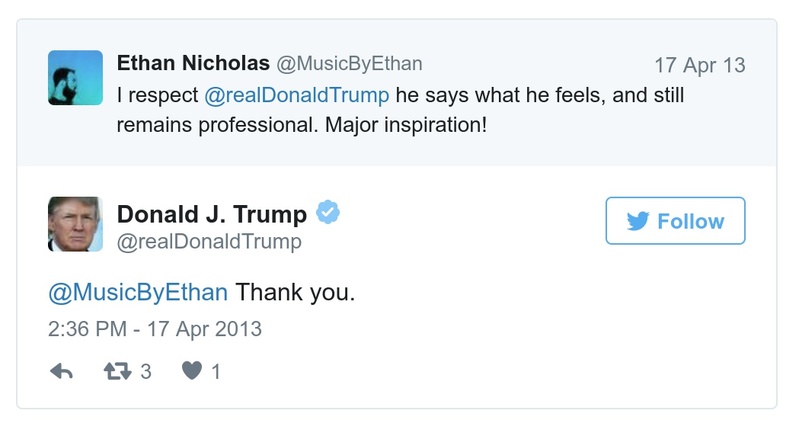 Ethan Nicholas @MusicByEthan 17 Apr 13
I respect @realDonaldTrump he says what he feels, and still
remains professional. Major inspiration!
Donald J. Trump
@realDonaldTrump
Follow
@MusicByEthan Thank you.
2:36 PM - 17 Apr 2013
3 1